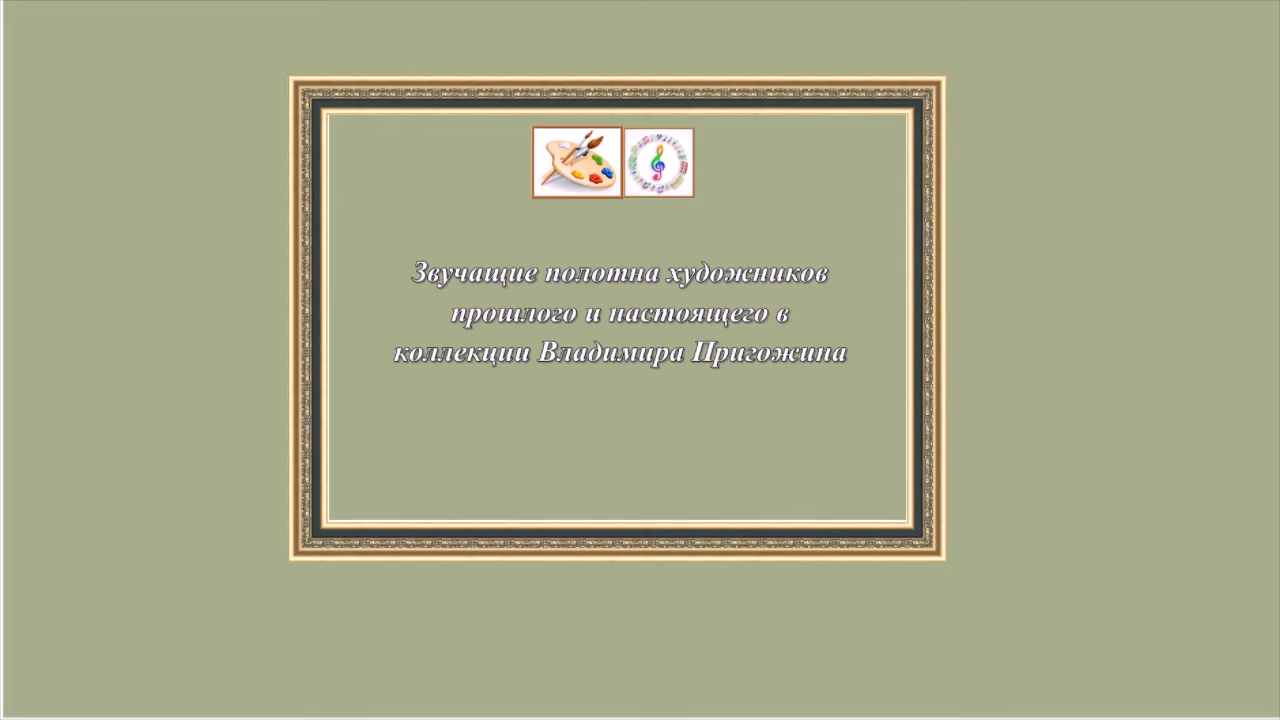 Звучащие полотна художников
прошлого и настоящего в
коллекции Владимира Пригожина